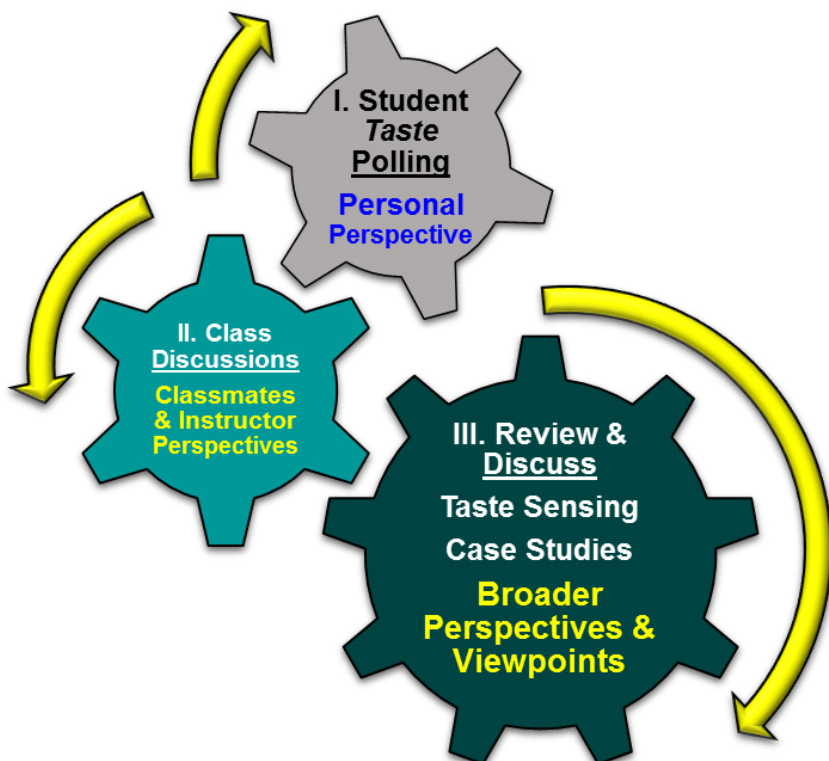 I. Student
Taste
Polling
Personal
Perspective
II. Class
Discussions
Classmates
& Instructor
Perspectives
III. Review &
Discuss
Taste Sensing
Case Studies
Broader
Perspectives &
Viewpoints